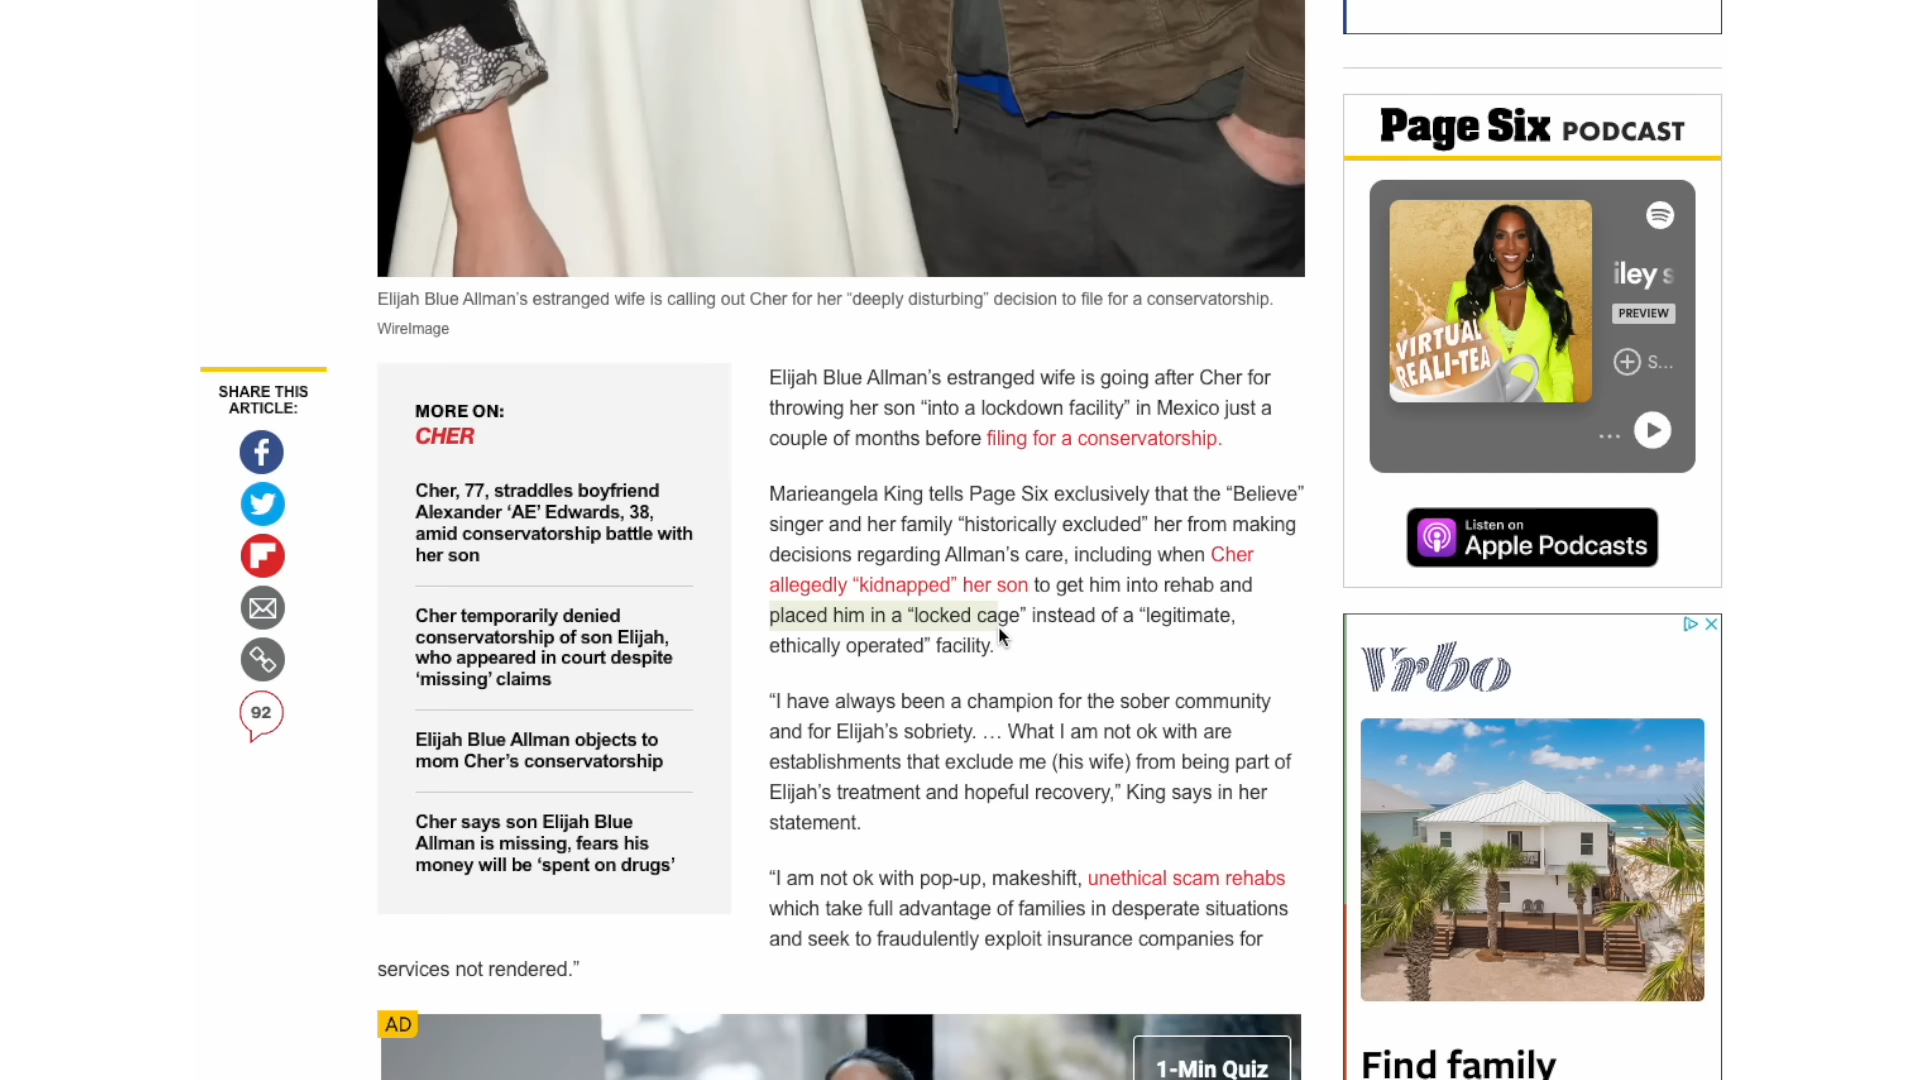 Elijah Blue Allman’s estranged wife is calling out Cher for her “deeply disturbing” decision to file for a conservatorship.
WireImage
SHARE THIS
ARTICLE:
92
MORE ON:
CHER
Cher, 77, straddles boyfriend
Alexander ‘AE’ Edwards, 38,
amid conservatorship battle with
her son
Cher temporarily denied
conservatorship of son Elijah,
who appeared in court despite
‘missing’ claims
Elijah Blue Allman objects to
mom Cher’s conservatorship
Cher says son Elijah Blue
Allman is missing, fears his
money will be ‘spent on drugs’
Elijah Blue Allman’s estranged wife is going after Cher for
throwing her son “into a lockdown facility” in Mexico just a
couple of months before filing for a conservatorship.
Marieangela King tells Page Six exclusively that the “Believe”
singer and her family “historically excluded” her from making
decisions regarding Allman’s care, including when Cher
allegedly “kidnapped” her son to get him into rehab and
placed him in a “locked cage” instead of a “legitimate,
ethically operated” facility.
“I have always been a champion for the sober community
and for Elijah’s sobriety. … What I am not ok with are
establishments that exclude me (his wife) from being part of
Elijah’s treatment and hopeful recovery,” King says in her
statement.
“I am not ok with pop-up, makeshift, unethical scam rehabs
which take full advantage of families in desperate situations
and seek to fraudulently exploit insurance companies for
services not rendered.”
AD
1-Min Quiz
Page Six PODCAST
VIRTUAL
REALI-TEA
iley s
PREVIEW
S...
Listen on
Apple Podcasts
Vrbo
Find family